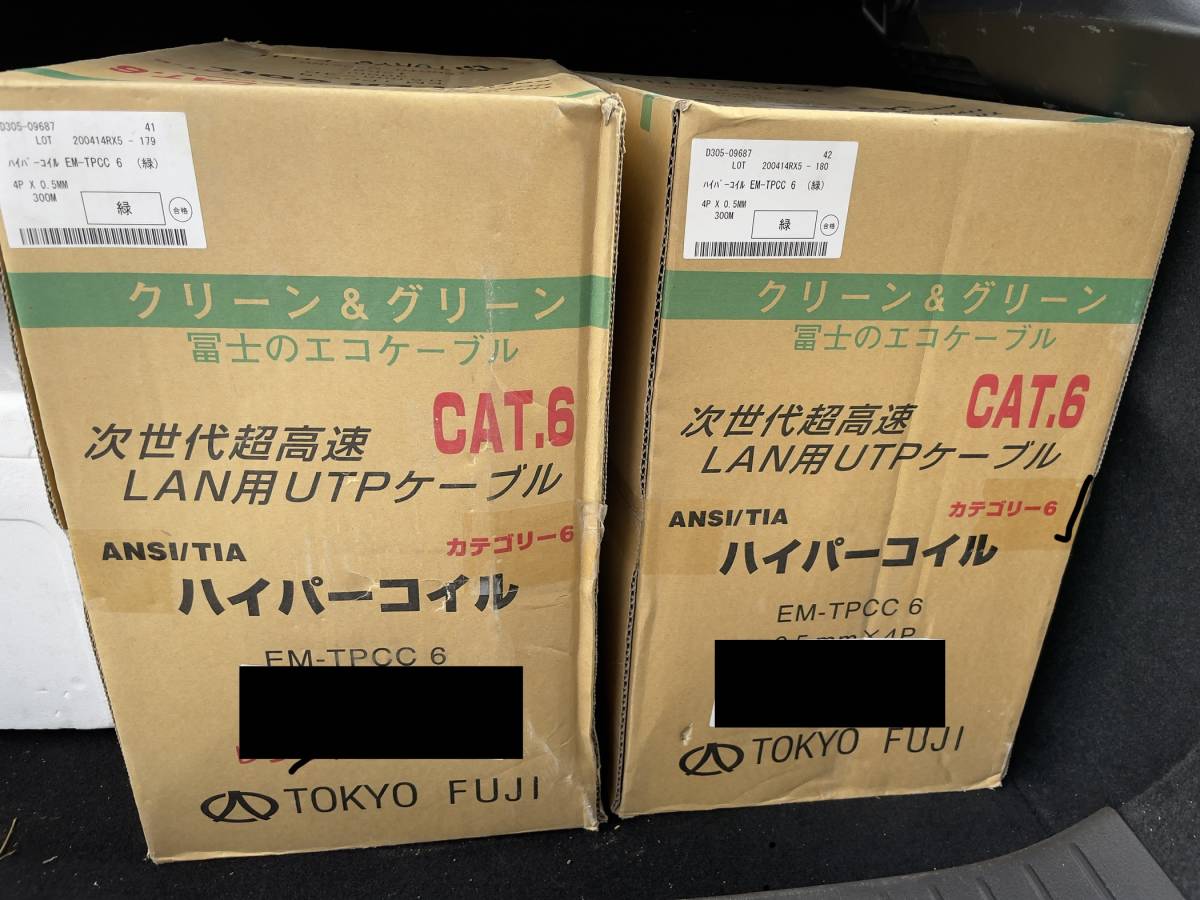 CAT.6
D305-09687 41
LOT 200414RX5 - 179
ハイパーコイル EM-TPCC 6 (緑)
4P X 0.5MM
300M
緑
合格
クリーン&グリーン
冨士のエコケーブル
CAT.6
次世代超高速
LAN用UTPケーブル
ANSI/TIA
カテゴリー6
ハイパーコイル
EM-TPCC 6
TOKYO FUJI
D305-09687 42
LOT 200414RX5 - 180
ハイパーコイル EM-TPCC 6 (緑)
4P X 0.5MM
300M
緑
合格
クリーン&グリーン
冨士のエコケーブル
CAT.6
次世代超高速
LAN用UTPケーブル
カテゴリー6
ANSI/TIA
ハイパーコイル
EM-TPCC 6
0.5mm×4P
TOKYO FUJI